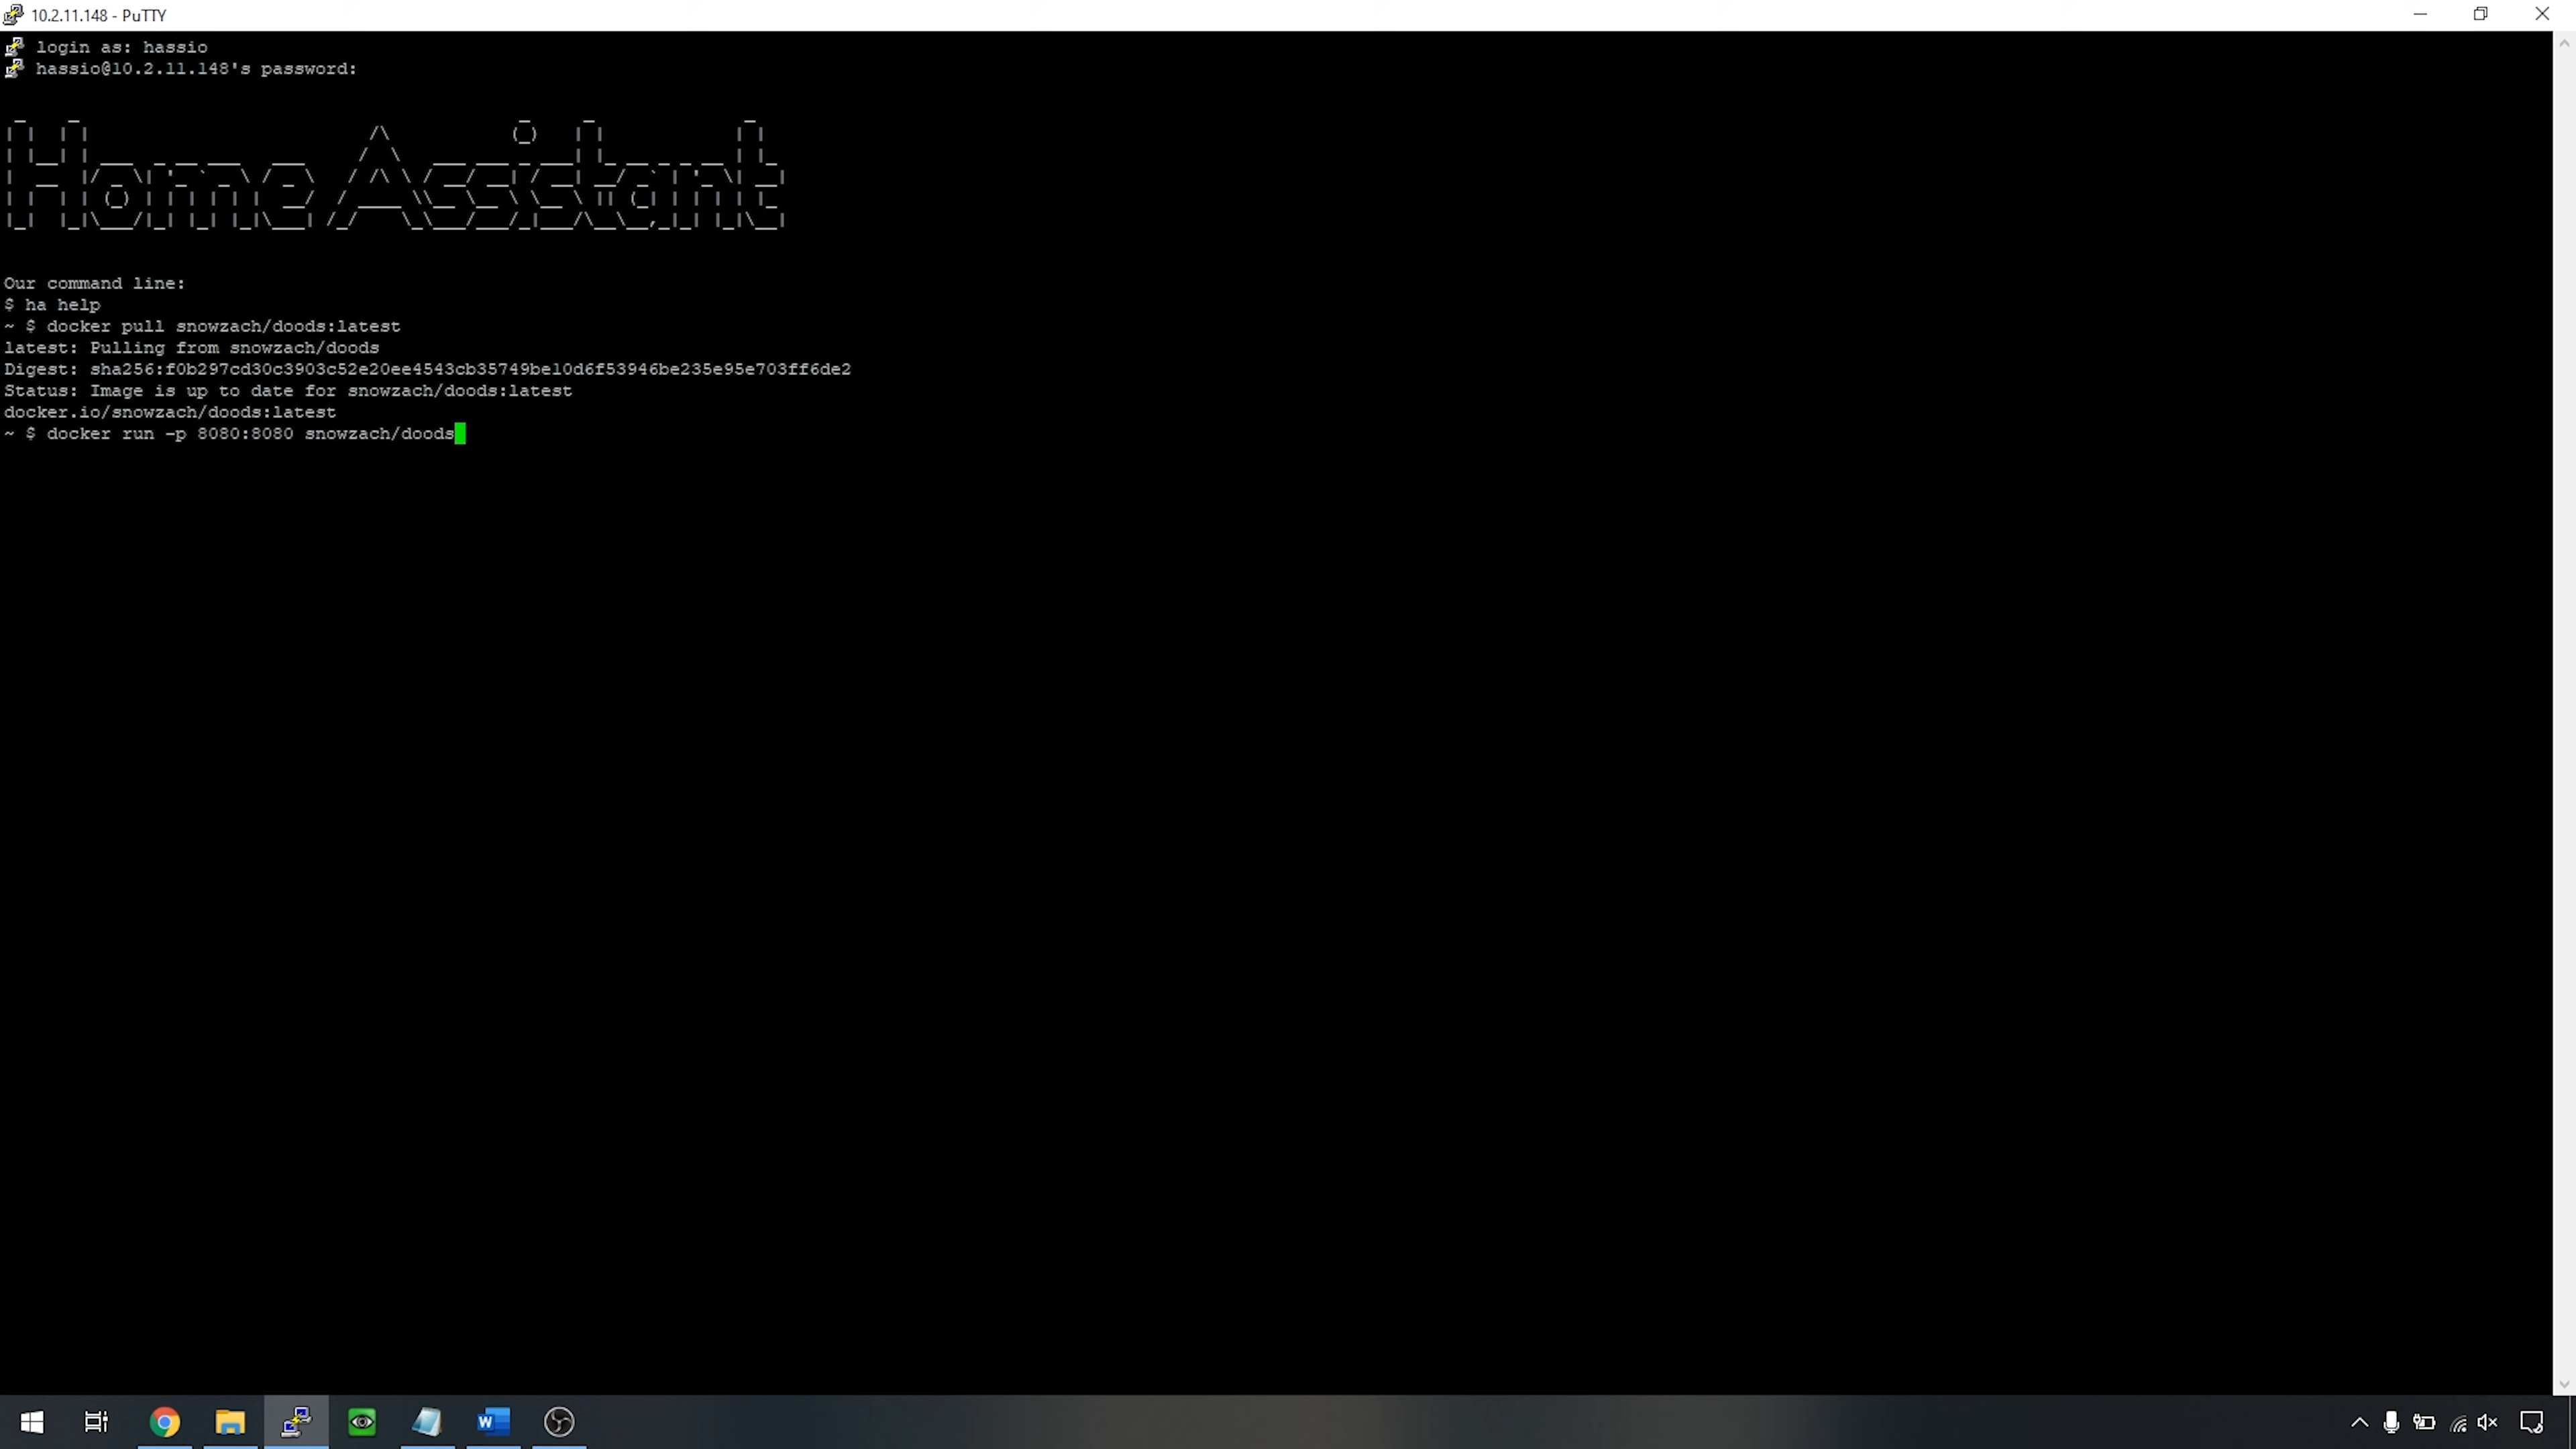 10.2.11.148 - PuTTY
login as: hassio
hassio@10.2.11.148's password:
Home Assistant
Our command line:
$ ha help
~ $ docker pull snowzach/doods:latest
latest: Pulling from snowzach/doods
Digest: sha256:f0b297cd30c3903c52e20ee4543cb35749be10d6f53946be235e95e703ff6de2
Status: Image is up to date for snowzach/doods:latest
docker.io/snowzach/doods:latest
~ $ docker run -p 8080:8080 snowzach/doods